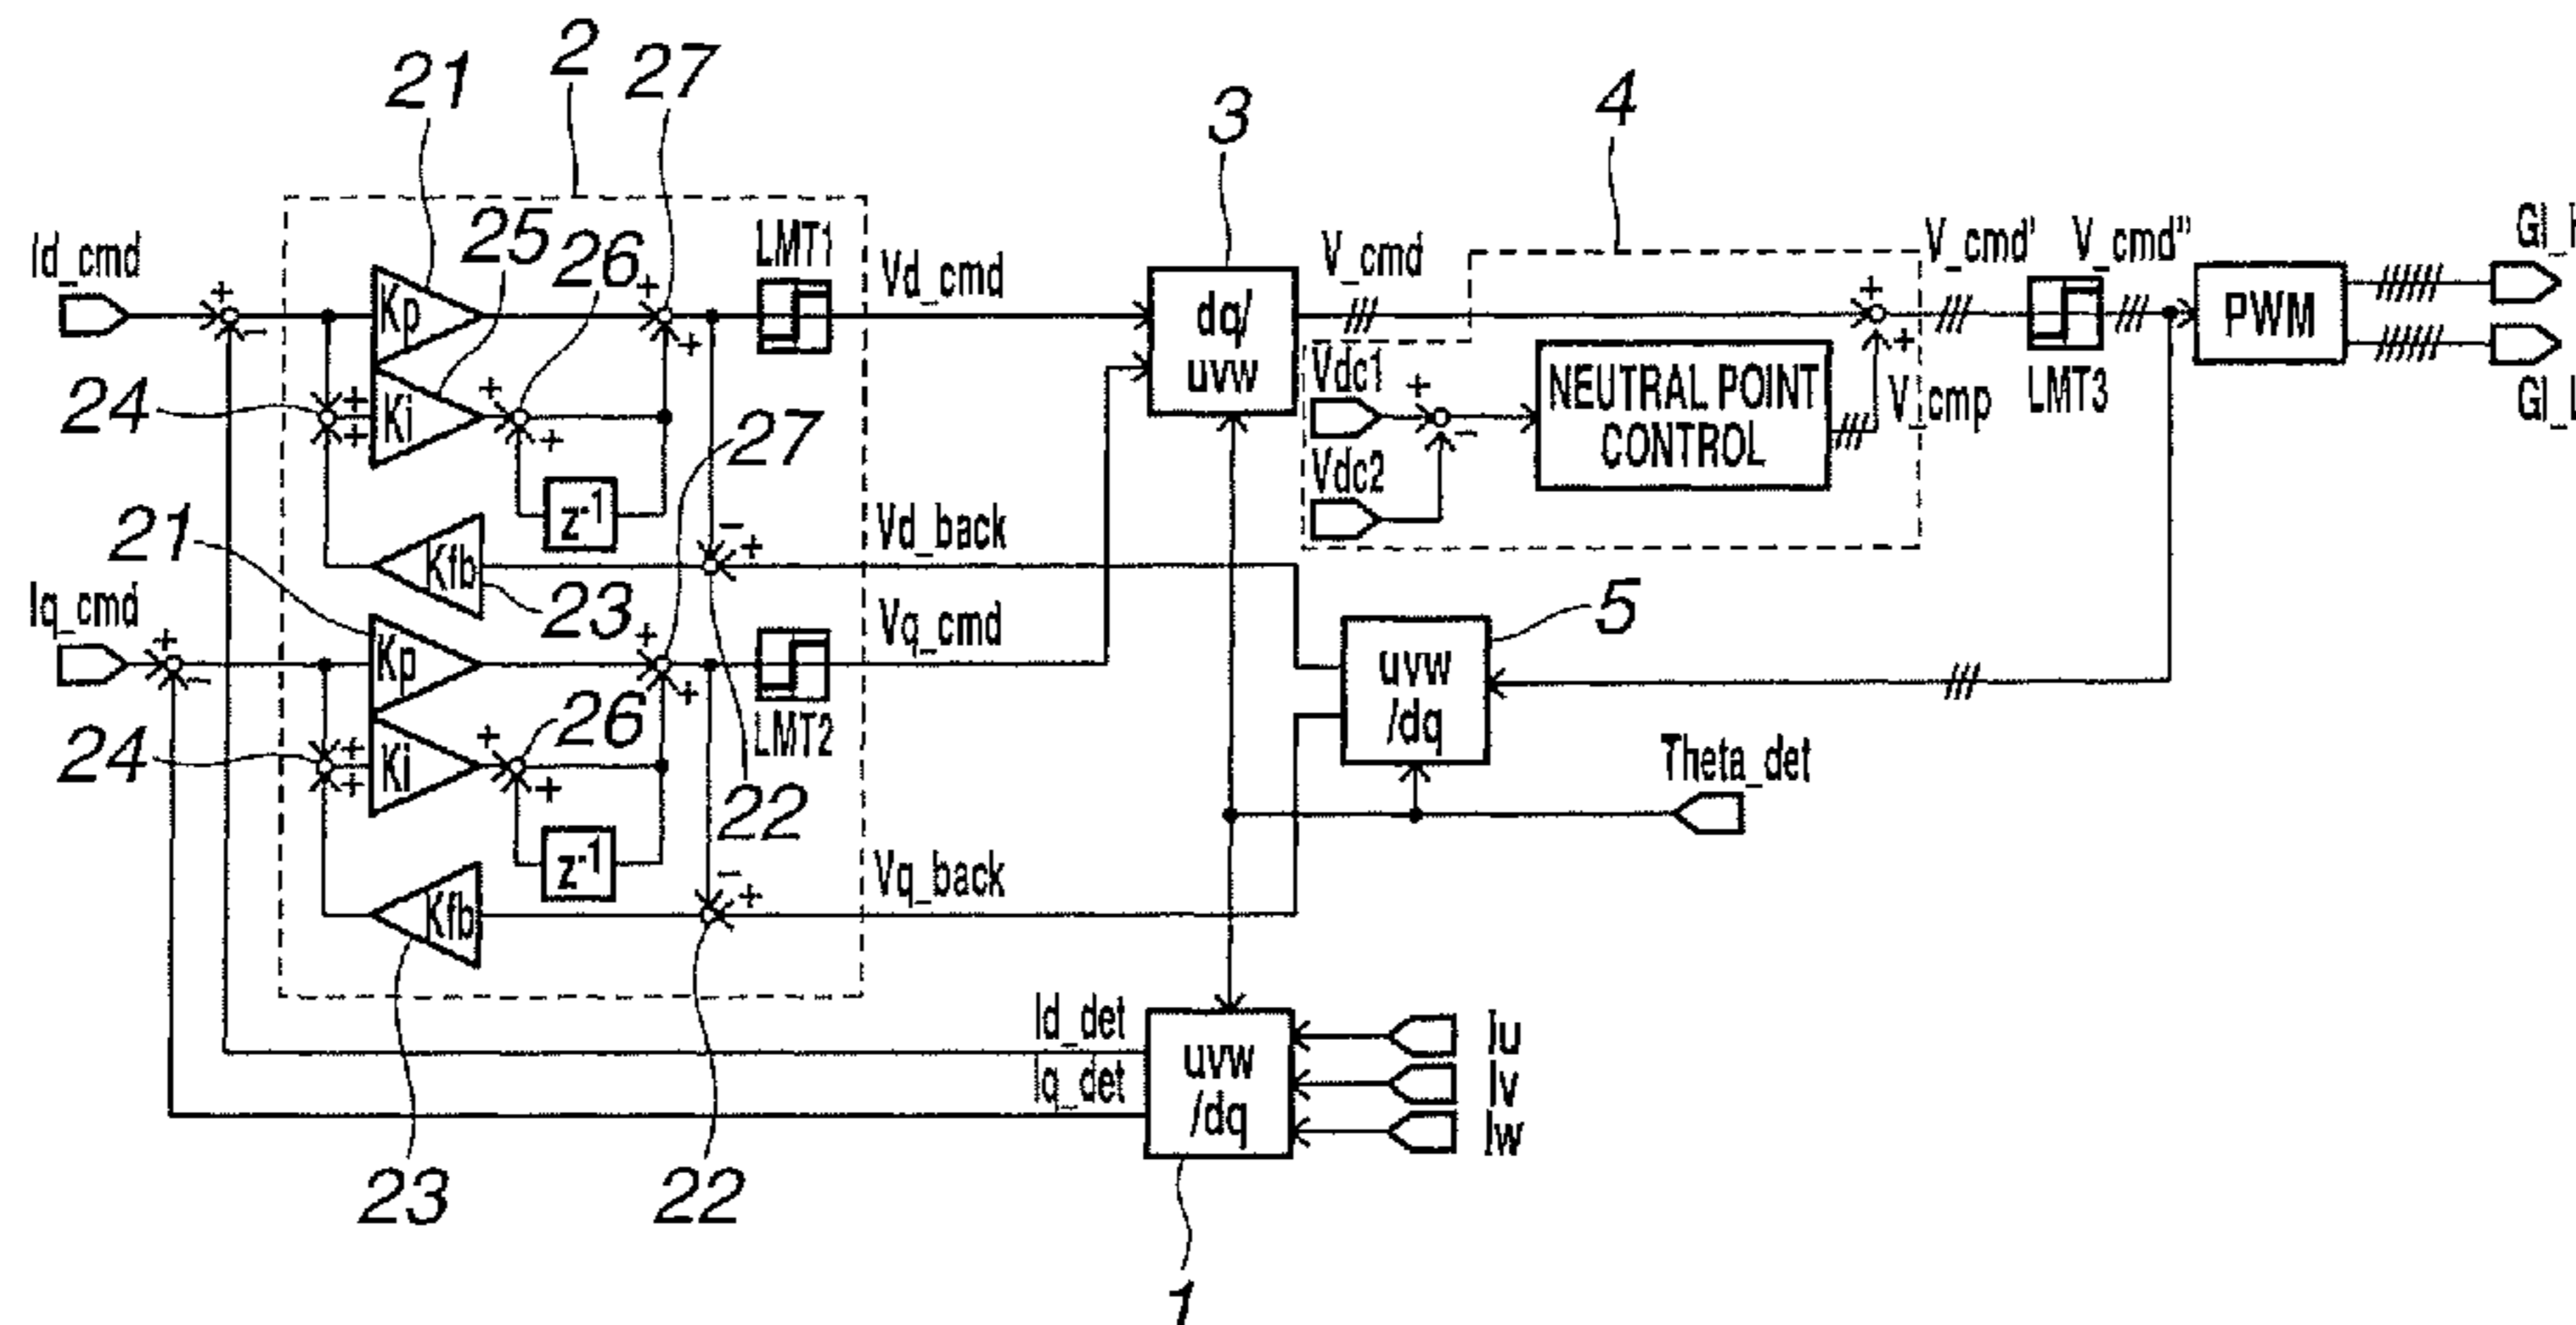 2
27
21
3
4
25
26
LMT1
Id_cmd
Vd_cmd
V_cmd
V_cmd'
V_cmd"
+
-
Kp
+
+
dq/
uvw
+
+
PWM
24
+
+
Ki
+
+
27
Vdc1
+
-
Vdc2
NEUTRAL POINT
CONTROL
V_cmp
LMT3
z-1
21
Kfb
23
-
+
Vd_back
5
Iq_cmd
+
-
Kp
+
+
Vq_cmd
uvw
/dq
24
+
+
Ki
26
+
+
LMT2
Theta_det
22
z-1
Kfb
-
+
Vq_back
Id_det
Iq_det
uvw
/dq
Iu
Iv
Iw
23
22
1